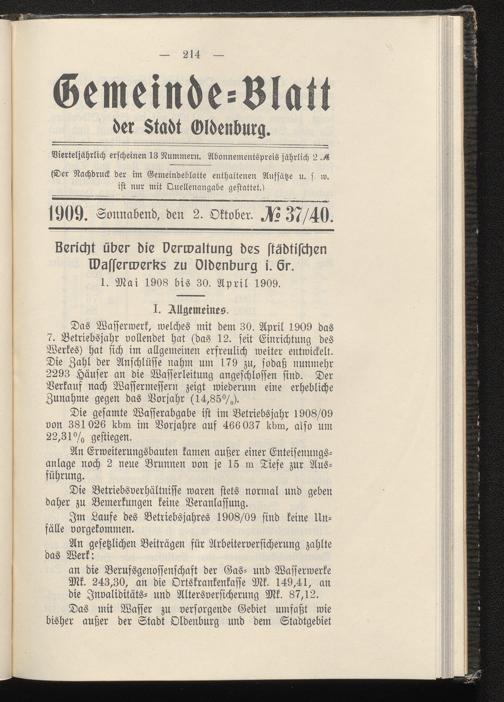 — 214 —
Gemeinde=Blatt
der Stadt Oldenburg.
Vierteljährlich erscheinen 13 Nummern. Abonnementspreis jährlich 2 ℳ
(Der Nachdruck der im Gemeindeblatte enthaltenen Aufsätze u. s. w.
ist nur mit Quellenangabe gestattet.)
1909. Sonnabend, den 2. Oktober. № 37/40.
Bericht über die Verwaltung des städtischen
Wasserwerks zu Oldenburg i. Gr.
1. Mai 1908 bis 30. April 1909.
I. Allgemeines.
Das Wasserwerk, welches mit dem 30. April 1909 das
7. Betriebsjahr vollendet hat (das 12. seit Einrichtung des
Werkes) hat sich im allgemeinen erfreulich weiter entwickelt.
Die Zahl der Anschlüsse nahm um 179 zu, sodaß nunmehr
2293 Häuser an die Wasserleitung angeschlossen sind. Der
Verkauf nach Wassermessern zeigt wiederum eine erhebliche
Zunahme gegen das Vorjahr (14,85%).
Die gesamte Wasserabgabe ist im Betriebsjahr 1908/09
von 381 026 kbm im Vorjahre auf 466 037 kbm, also um
22,31% gestiegen.
An Erweiterungsbauten kamen außer einer Enteisenungs-
anlage noch 2 neue Brunnen von je 15 m Tiefe zur Aus-
führung.
Die Betriebsverhältnisse waren stets normal und geben
daher zu Bemerkungen keine Veranlassung.
Im Laufe des Betriebsjahres 1908/09 sind keine Un-
fälle vorgekommen.
An gesetzlichen Beiträgen für Arbeiterversicherung zahlte
das Werk:
an die Berufsgenossenschaft der Gas- und Wasserwerke
Mk. 243,30, an die Ortskrankenkasse Mk. 149,41, an
die Invaliditäts- und Altersversicherung Mk. 87,12.
Das mit Wasser zu versorgende Gebiet umfaßt wie
bisher außer der Stadt Oldenburg und dem Stadtgebiet